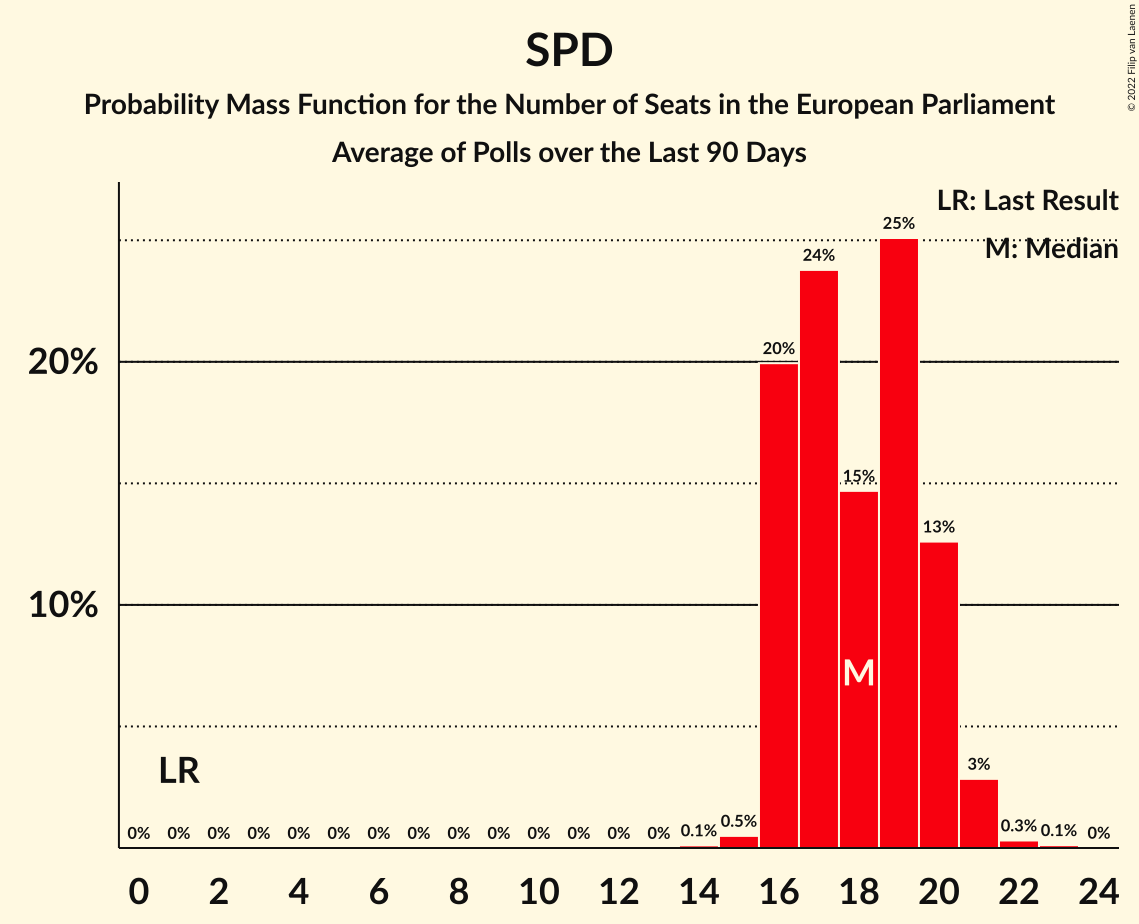 SPD
Probability Mass Function for the Number of Seats in the European Parliament
Average of Polls over the Last 90 Days
© 2022 Filip van Laenen
LR: Last Result
M: Median
25%
24%
20%
20%
15%
13%
10%
M
LR
3%
0% 0% 0% 0% 0% 0% 0% 0% 0% 0% 0% 0% 0% 0% 0.1% 0.5% 0.3% 0.1% 0%
0 2 4 6 8 10 12 14 16 18 20 22 24